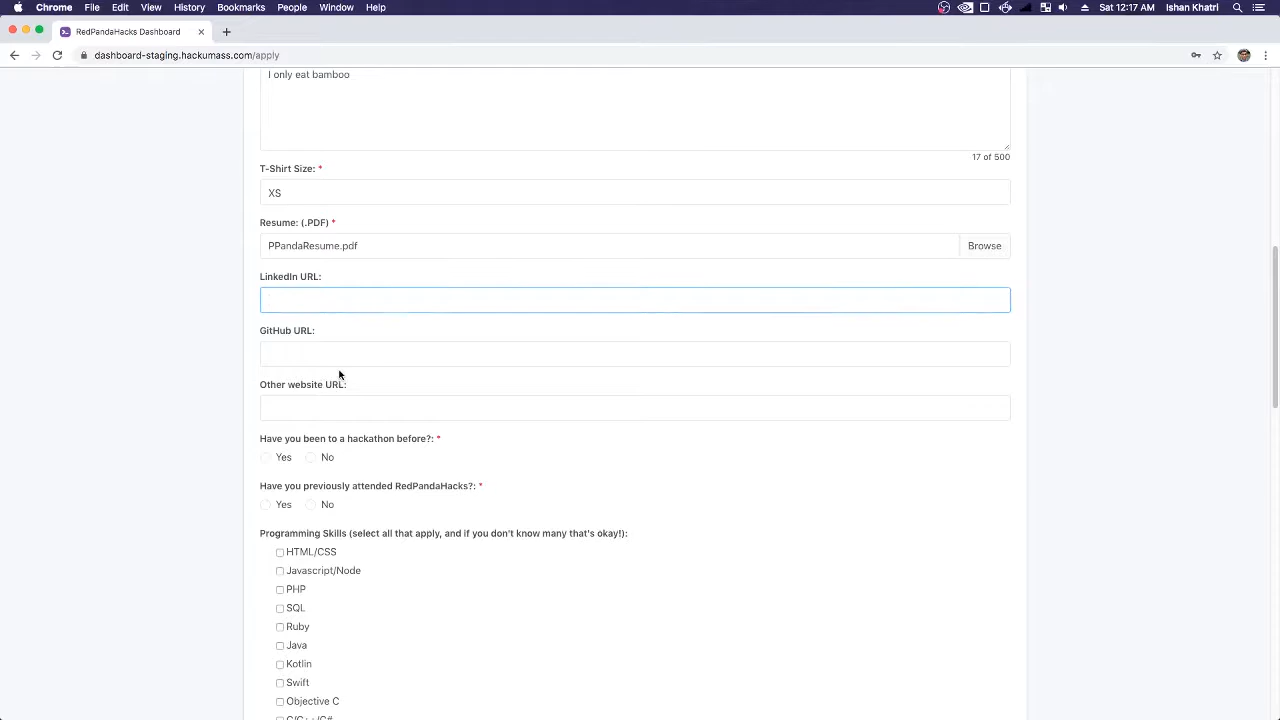 Chrome File Edit View History Bookmarks People Window Help Sat 12:17 AM Ishan Khatri
RedPandaHacks Dashboard
dashboard-staging.hackumass.com/apply
I only eat bamboo
17 of 500
T-Shirt Size: *
XS
Resume: (.PDF) *
PPandaResume.pdf Browse
LinkedIn URL:
GitHub URL:
Other website URL:
Have you been to a hackathon before?: *
Yes No
Have you previously attended RedPandaHacks?: *
Yes No
Programming Skills (select all that apply, and if you don't know many that's okay!):
HTML/CSS
Javascript/Node
PHP
SQL
Ruby
Java
Kotlin
Swift
Objective C
C/C++/C#